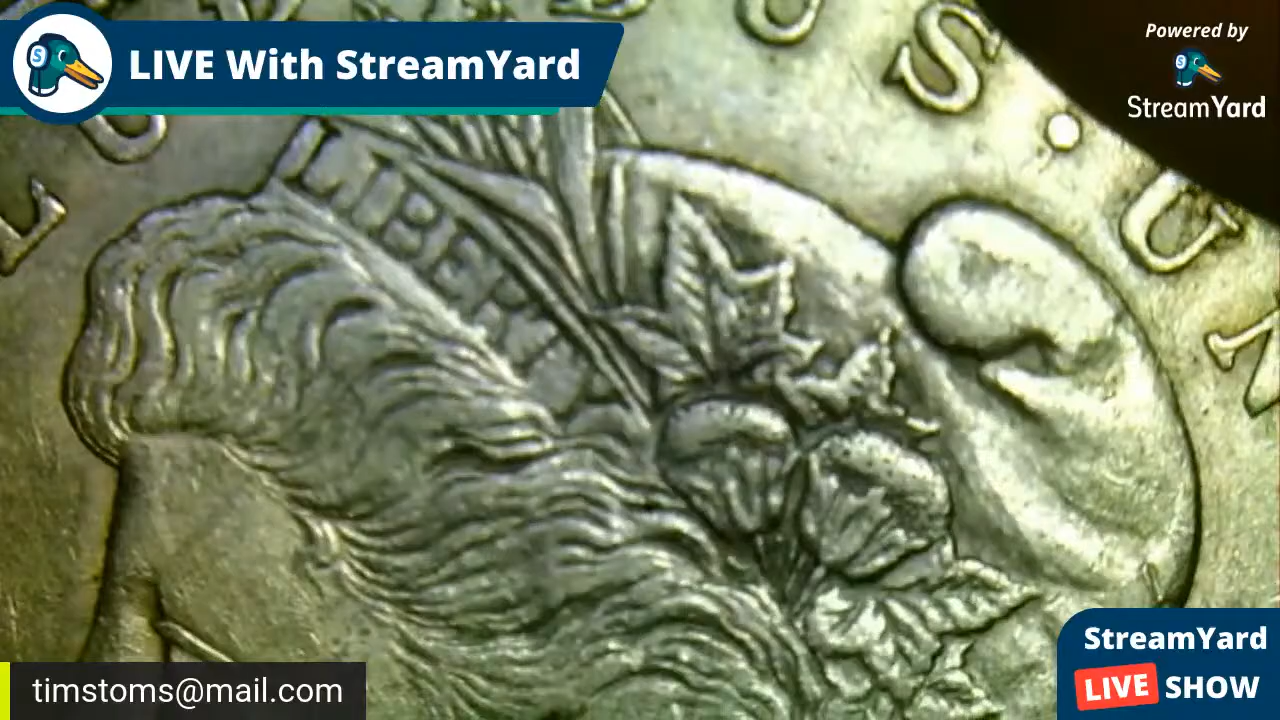 LIVE With StreamYard
Powered by
StreamYard
S
S
U S · U N
LIBERTY
timstoms@mail.com
StreamYard
LIVE SHOW